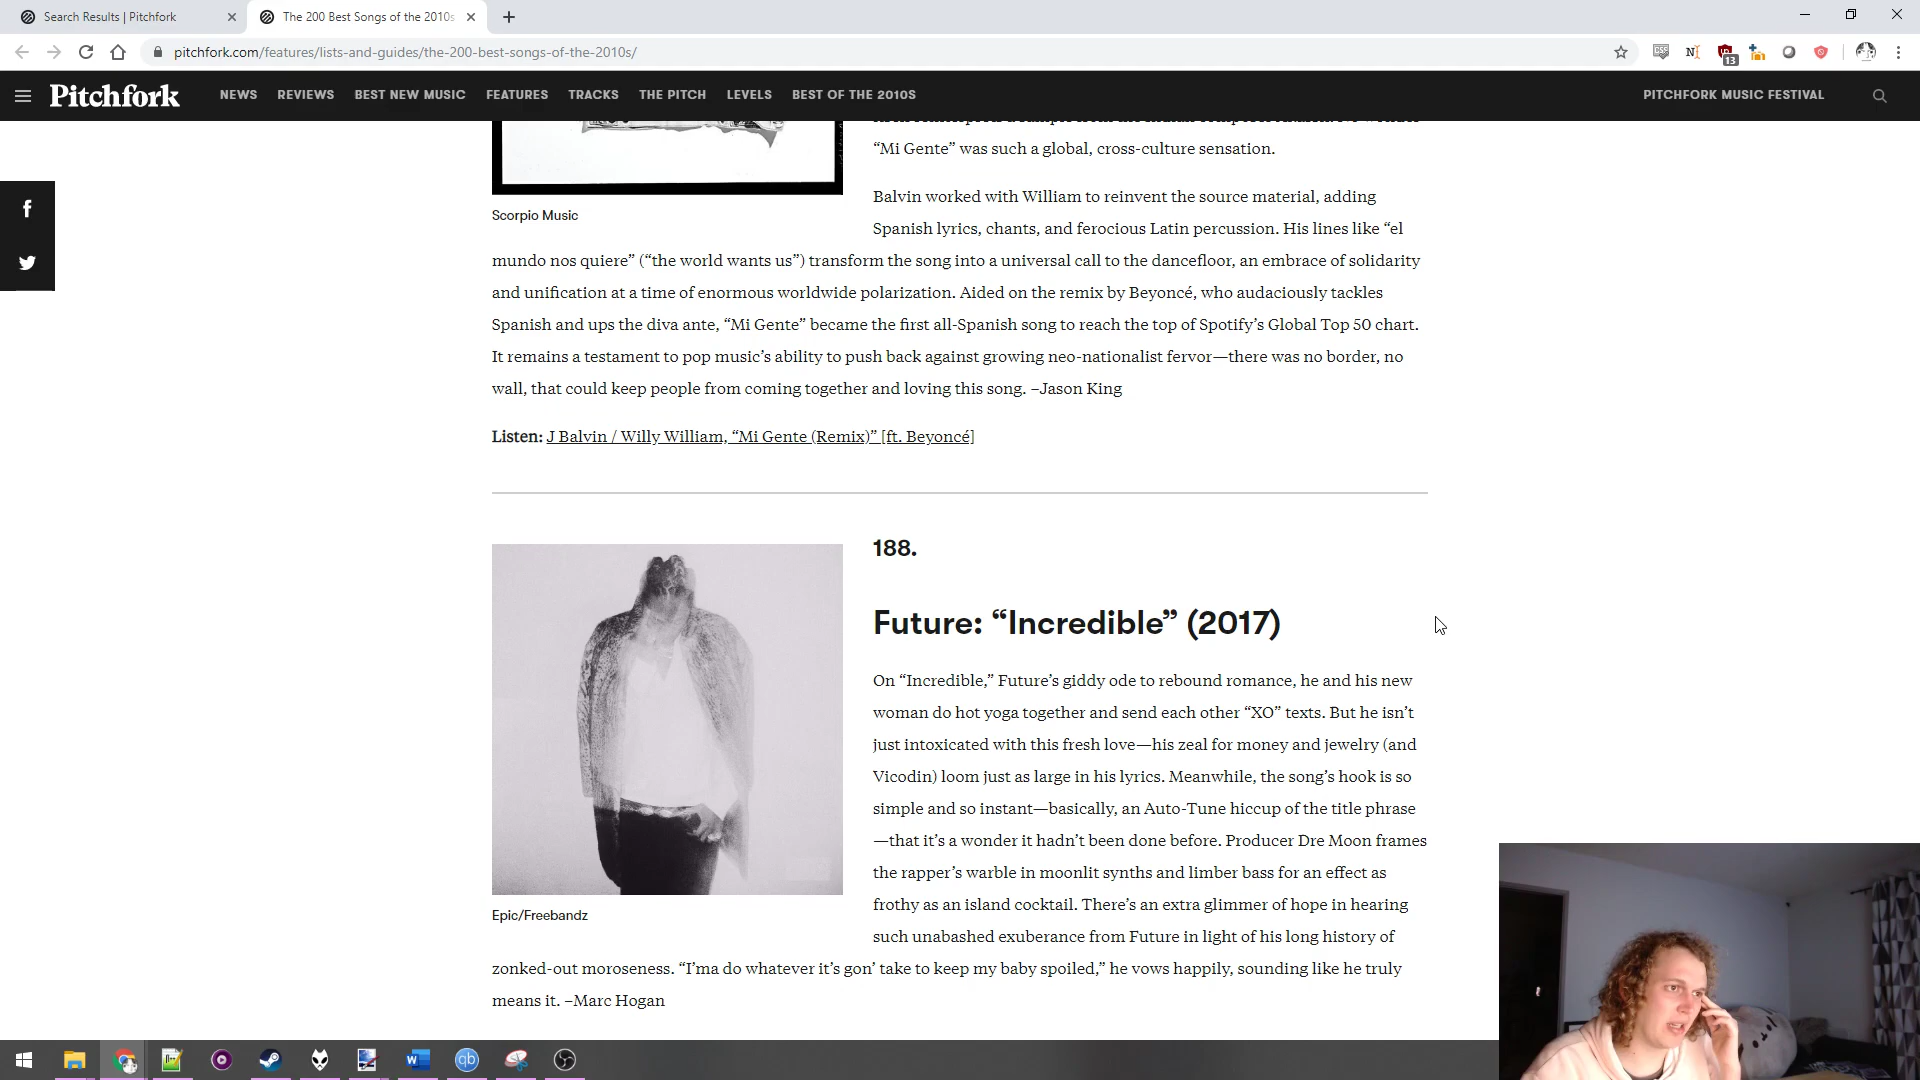 Search Results | Pitchfork
The 200 Best Songs of the 2010s
pitchfork.com/features/lists-and-guides/the-200-best-songs-of-the-2010s/
13
Pitchfork
NEWS
REVIEWS
BEST NEW MUSIC
FEATURES
TRACKS
THE PITCH
LEVELS
BEST OF THE 2010S
PITCHFORK MUSIC FESTIVAL
“Mi Gente” was such a global, cross-culture sensation.
Scorpio Music
Balvin worked with William to reinvent the source material, adding
Spanish lyrics, chants, and ferocious Latin percussion. His lines like “el
mundo nos quiere” (“the world wants us”) transform the song into a universal call to the dancefloor, an embrace of solidarity
and unification at a time of enormous worldwide polarization. Aided on the remix by Beyoncé, who audaciously tackles
Spanish and ups the diva ante, “Mi Gente” became the first all-Spanish song to reach the top of Spotify’s Global Top 50 chart.
It remains a testament to pop music’s ability to push back against growing neo-nationalist fervor—there was no border, no
wall, that could keep people from coming together and loving this song. –Jason King
Listen: J Balvin / Willy William, “Mi Gente (Remix)” [ft. Beyoncé]
188.
Future: “Incredible” (2017)
On “Incredible,” Future’s giddy ode to rebound romance, he and his new
woman do hot yoga together and send each other “XO” texts. But he isn’t
just intoxicated with this fresh love—his zeal for money and jewelry (and
Vicodin) loom just as large in his lyrics. Meanwhile, the song’s hook is so
simple and so instant—basically, an Auto-Tune hiccup of the title phrase
—that it’s a wonder it hadn’t been done before. Producer Dre Moon frames
the rapper’s warble in moonlit synths and limber bass for an effect as
frothy as an island cocktail. There’s an extra glimmer of hope in hearing
such unabashed exuberance from Future in light of his long history of
Epic/Freebandz
zonked-out moroseness. “I’ma do whatever it’s gon’ take to keep my baby spoiled,” he vows happily, sounding like he truly
means it. –Marc Hogan